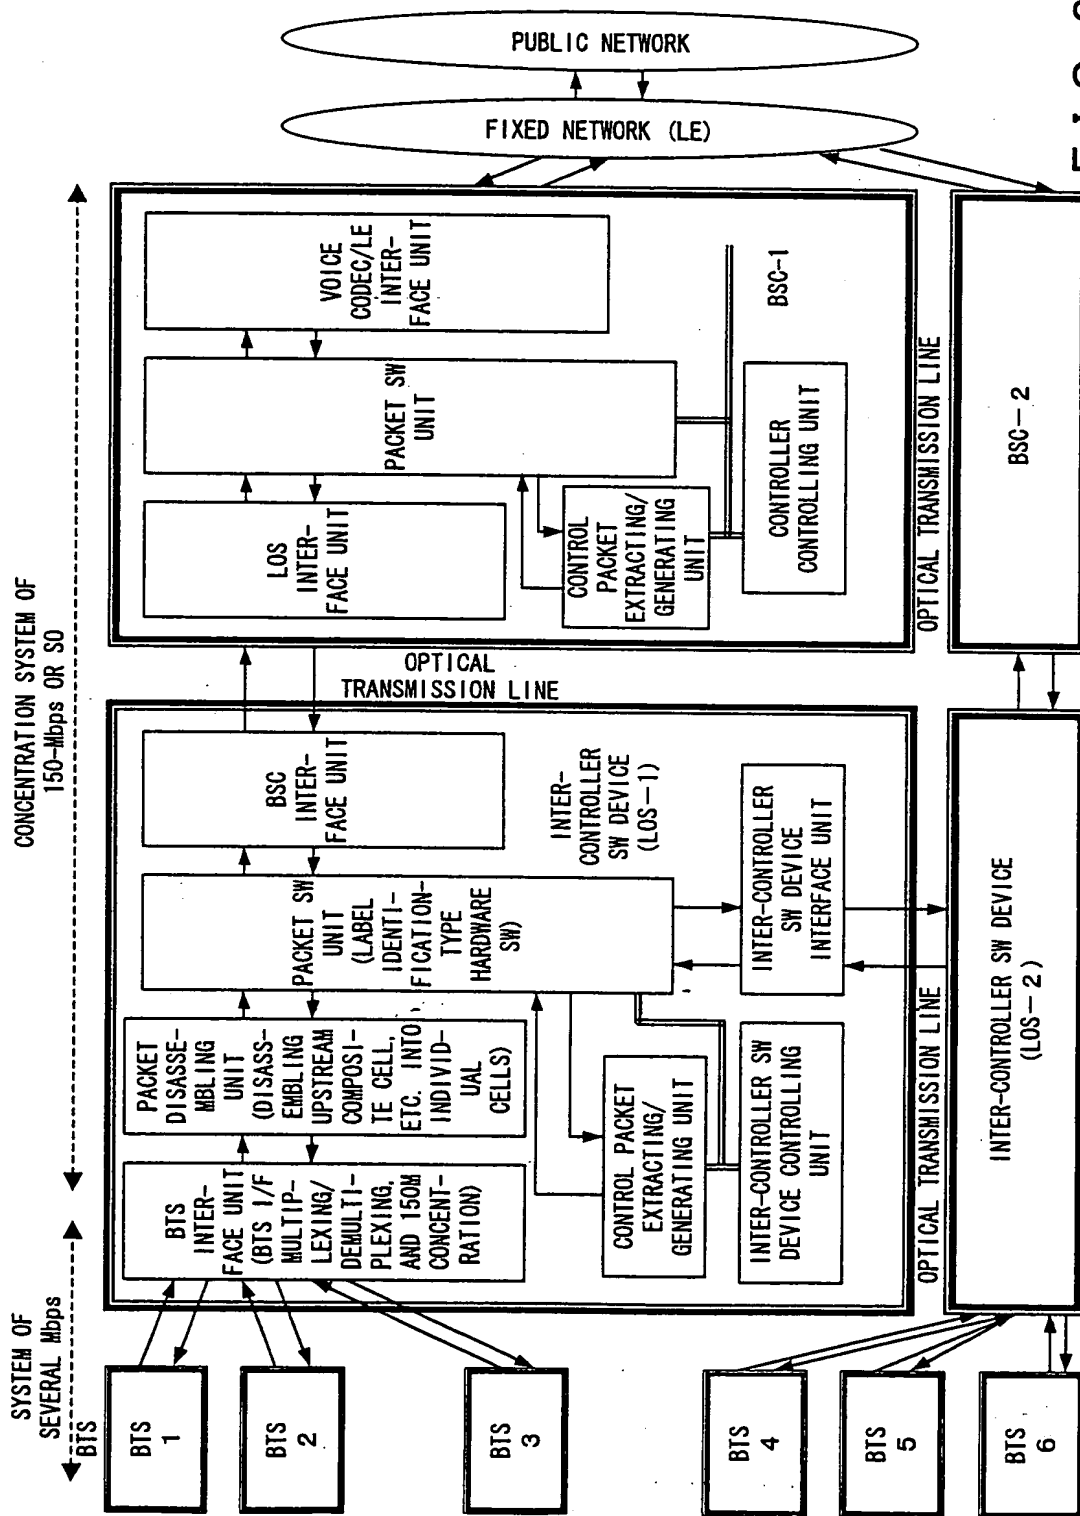 SYSTEM OF
SEVERAL Mbps
CONCENTRATION SYSTEM OF
150-Mbps OR SO
BTS
BTS
1
BTS
2
BTS
3
BTS
4
BTS
5
BTS
6
BTS
INTER-
FACE UNIT
(BTS I/F
MULTIP-
LEXING/
DEMULTI-
PLEXING,
AND 150M
CONCENT-
RATION)
PACKET
DISASSE-
MBLING
UNIT
(DISASS-
EMBLING
UPSTREAM
COMPOSI-
TE CELL,
ETC. INTO
INDIVID-
UAL
CELLS)
PACKET SW
UNIT
(LABEL
IDENTI-
FICATION-
TYPE
HARDWARE
SW)
BSC
INTER-
FACE UNIT
INTER-
CONTROLLER
SW DEVICE
(LOS-1)
CONTROL PACKET
EXTRACTING/
GENERATING UNIT
INTER-CONTROLLER SW
DEVICE CONTROLLING
UNIT
INTER-CONTROLLER
SW DEVICE
INTERFACE UNIT
OPTICAL TRANSMISSION LINE
INTER-CONTROLLER SW DEVICE
(LOS-2)
OPTICAL
TRANSMISSION LINE
LOS
INTER-
FACE UNIT
PACKET SW
UNIT
VOICE
CODEC/LE
INTER-
FACE UNIT
CONTROL
PACKET
EXTRACTING/
GENERATING
UNIT
CONTROLLER
CONTROLLING UNIT
BSC-1
OPTICAL TRANSMISSION LINE
BSC-2
FIXED NETWORK (LE)
PUBLIC NETWORK